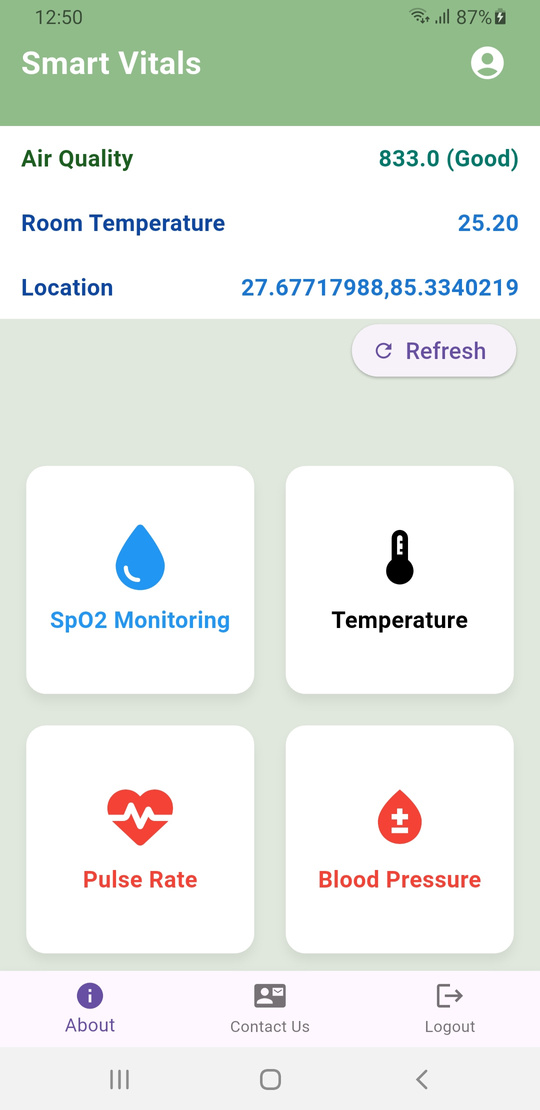 12:50 87%
Smart Vitals
Air Quality 833.0 (Good)
Room Temperature 25.20
Location 27.67717988,85.3340219
Refresh
SpO2 Monitoring Temperature
Pulse Rate Blood Pressure
About Contact Us Logout